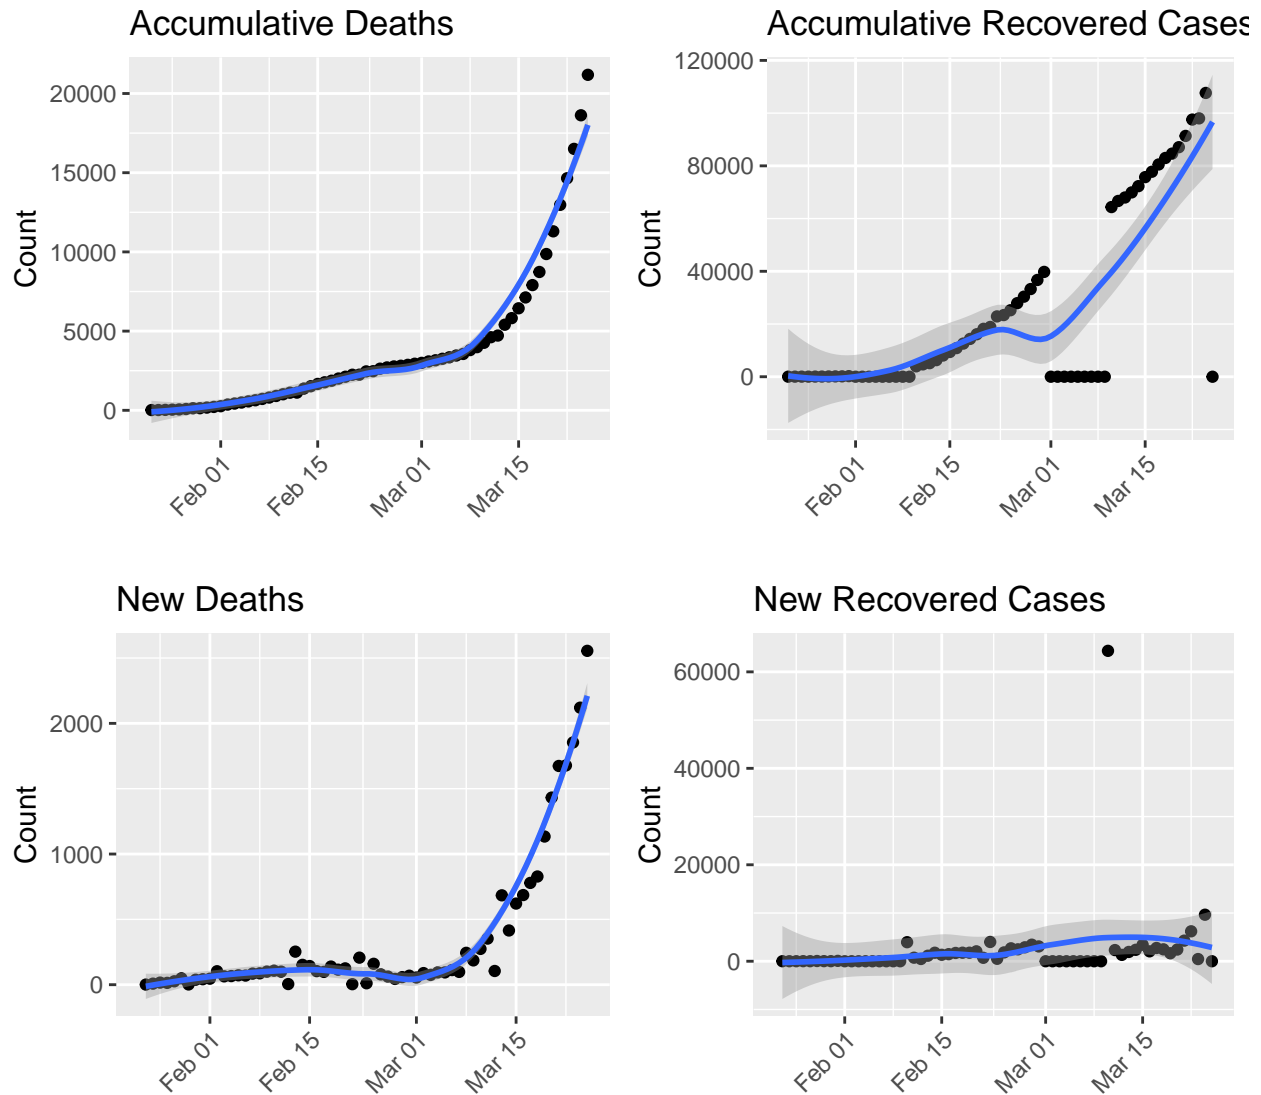 Accumulative Deaths
Count
20000
15000
10000
5000
0
Feb 01
Feb 15
Mar 01
Mar 15
Accumulative Recovered Cases
Count
120000
80000
40000
0
Feb 01
Feb 15
Mar 01
Mar 15
New Deaths
Count
2000
1000
0
Feb 01
Feb 15
Mar 01
Mar 15
New Recovered Cases
Count
60000
40000
20000
0
Feb 01
Feb 15
Mar 01
Mar 15